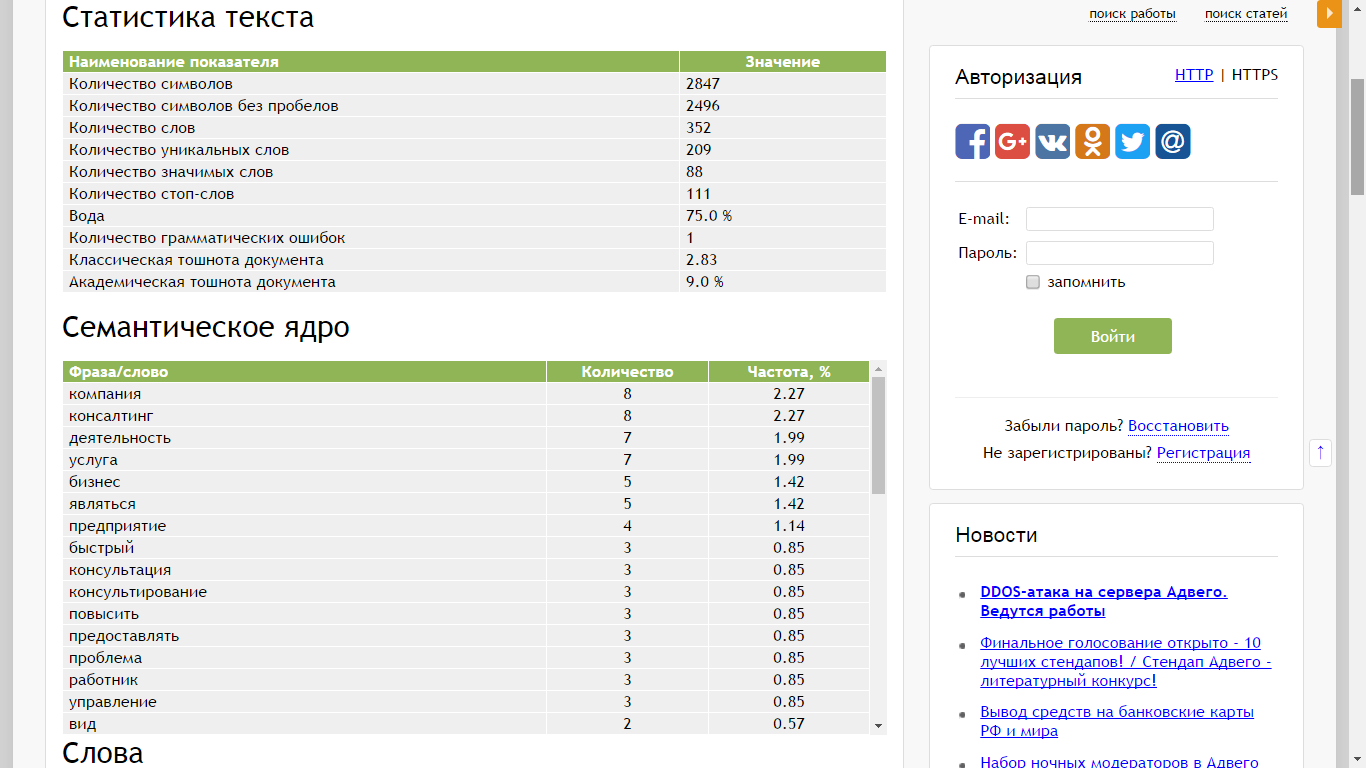 Статистика текста
Наименование показателя Значение
Количество символов 2847
Количество символов без пробелов 2496
Количество слов 352
Количество уникальных слов 209
Количество значимых слов 88
Количество стоп-слов 111
Вода 75.0 %
Количество грамматических ошибок 1
Классическая тошнота документа 2.83
Академическая тошнота документа 9.0 %
Семантическое ядро
Фраза/слово Количество Частота, %
компания 8 2.27
консалтинг 8 2.27
деятельность 7 1.99
услуга 7 1.99
бизнес 5 1.42
являться 5 1.42
предприятие 4 1.14
быстрый 3 0.85
консультация 3 0.85
консультирование 3 0.85
повысить 3 0.85
предоставлять 3 0.85
проблема 3 0.85
работник 3 0.85
управление 3 0.85
вид 2 0.57
Слова
поиск работы поиск статей
Авторизация HTTP | HTTPS
E-mail:
Пароль:
запомнить
Войти
Забыли пароль? Восстановить
Не зарегистрированы? Регистрация
↑
Новости
DDOS-атака на сервера Адвего.
Ведутся работы
Финальное голосование открыто - 10
лучших стендапов! / Стендап Адвего -
литературный конкурс!
Вывод средств на банковские карты
РФ и мира
Набор ночных модераторов в Адвего